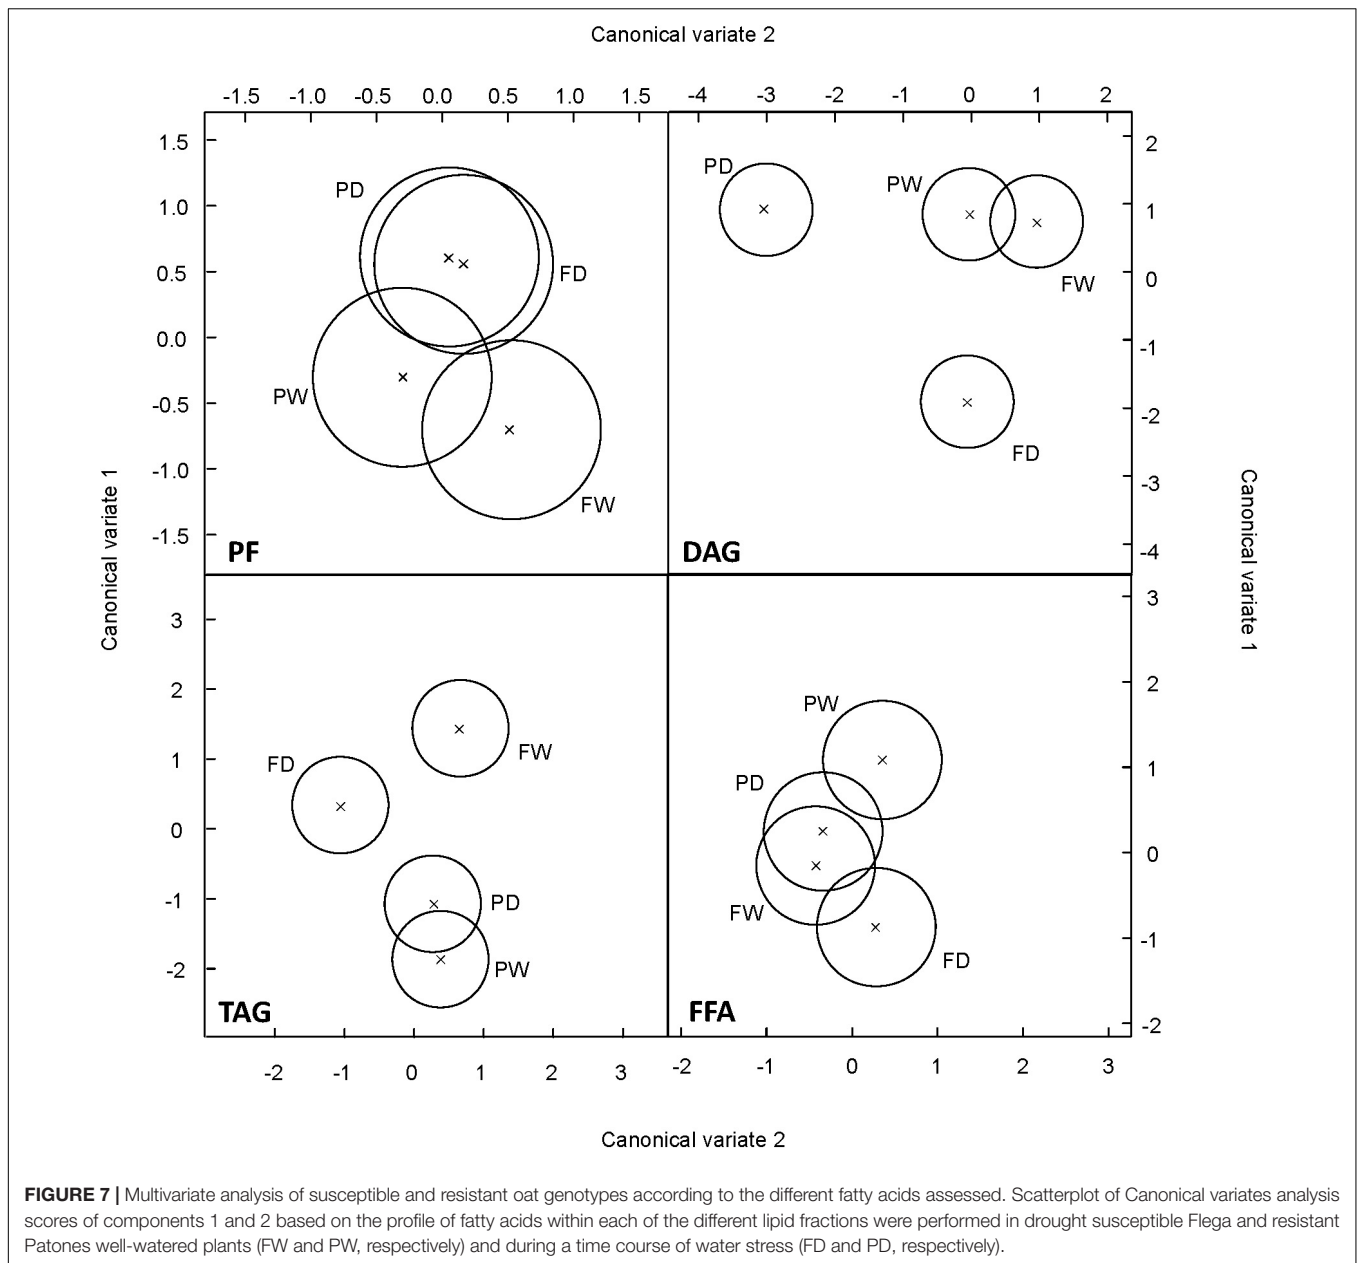 Canonical variate 2
-1.5 -1.0 -0.5 0.0 0.5 1.0 1.5
-4 -3 -2 -1 0 1 2
1.5
1.0
0.5
0.0
-0.5
-1.0
-1.5
PD
FD
PW
FW
PF
2
1
0
-1
-2
-3
-4
PD
PW
FW
FD
DAG
Canonical variate 1
Canonical variate 1
3
2
1
0
-1
-2
FW
FD
PD
PW
TAG
3
2
1
0
-1
-2
PW
PD
FW
FD
FFA
-2 -1 0 1 2 3
-2 -1 0 1 2 3
Canonical variate 2
FIGURE 7 | Multivariate analysis of susceptible and resistant oat genotypes according to the different fatty acids assessed. Scatterplot of Canonical variates analysis
scores of components 1 and 2 based on the profile of fatty acids within each of the different lipid fractions were performed in drought susceptible Flega and resistant
Patones well-watered plants (FW and PW, respectively) and during a time course of water stress (FD and PD, respectively).